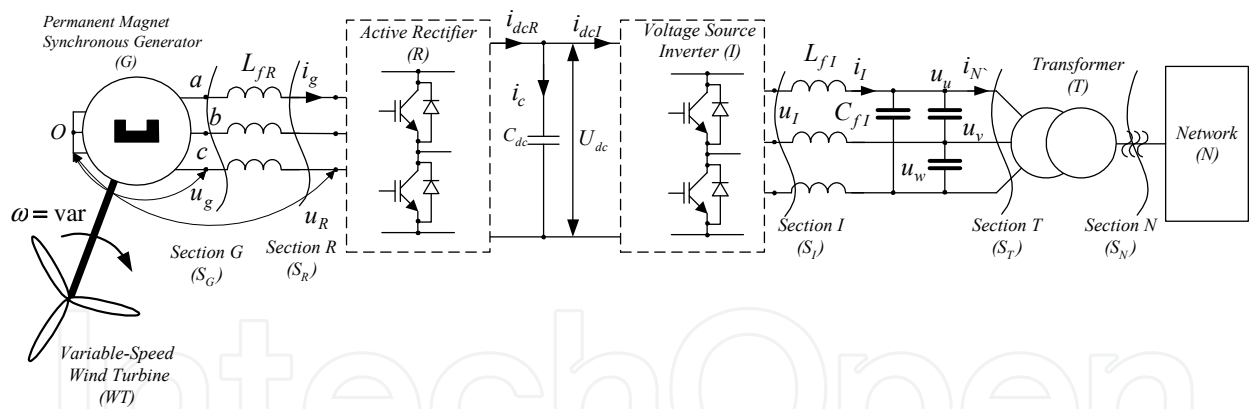 Permanent Magnet
Synchronous Generator
(G)
O
a
b
c
u_g
ω = var
Variable-Speed
Wind Turbine
(WT)
L_fR
i_g
u_R
Section G
(S_G)
Section R
(S_R)
Active Rectifier
(R)
i_dcR
i_dcI
i_c
C_dc
U_dc
Voltage Source
Inverter (I)
L_fI
i_I
u_I
C_fI
u_u
u_v
u_w
i_N`
Section I
(S_I)
Section T
(S_T)
Section N
(S_N)
Transformer
(T)
Network
(N)
IntechOpen